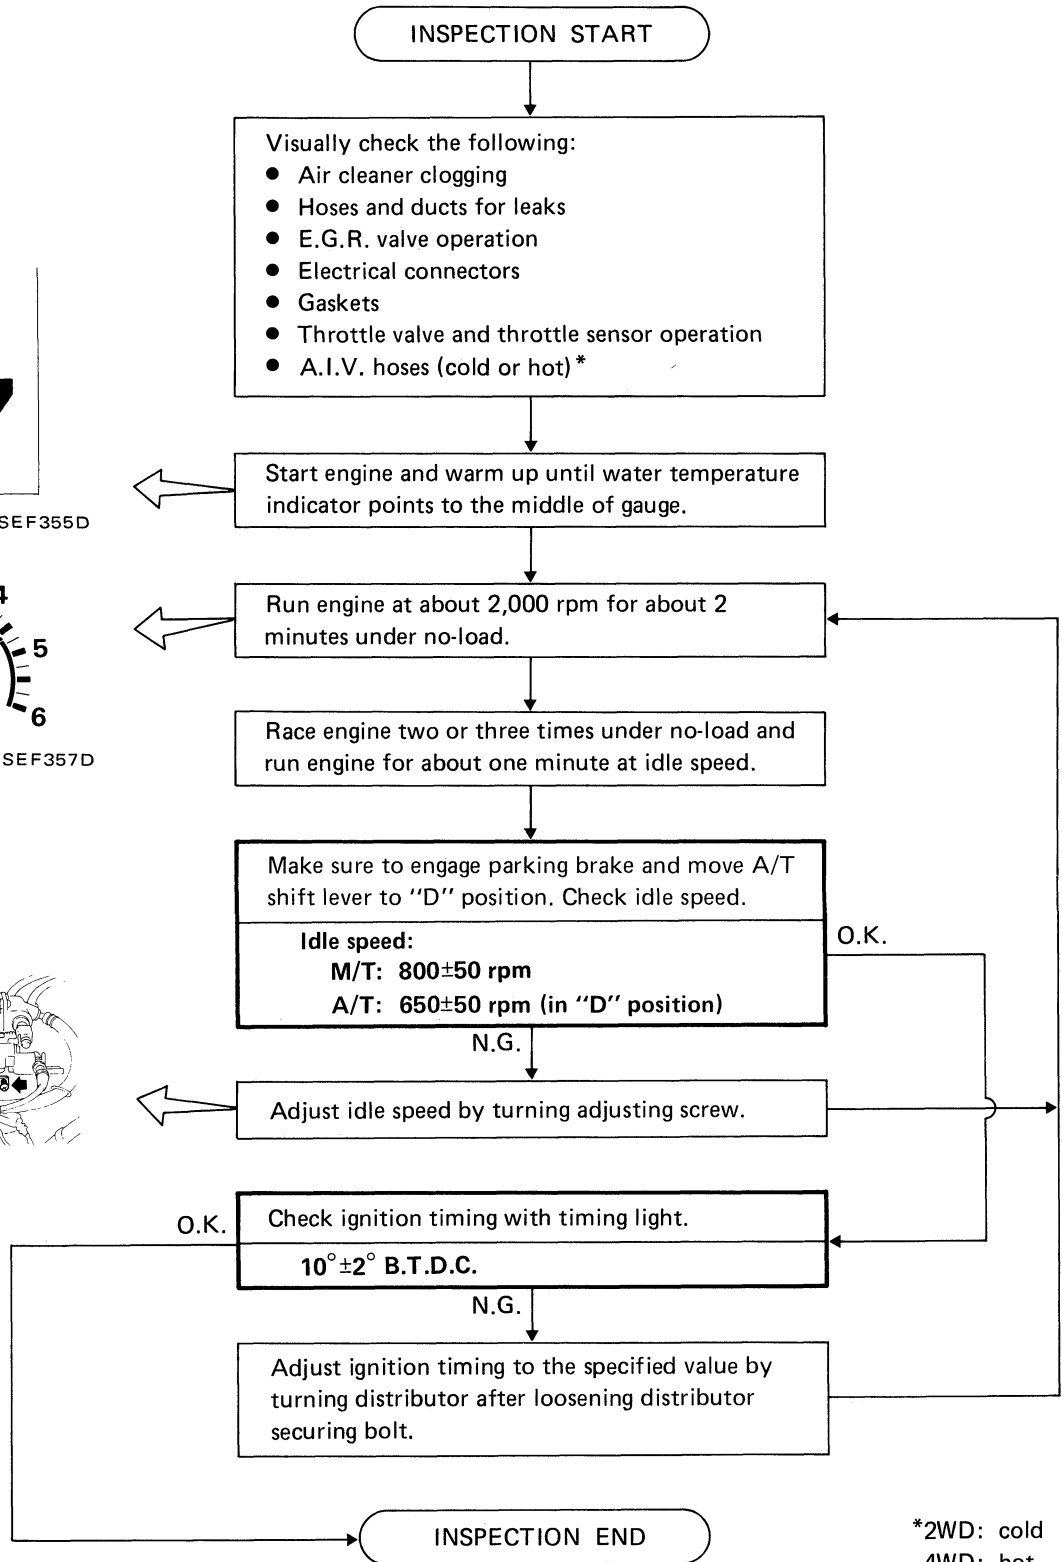 INSPECTION START
Visually check the following:
● Air cleaner clogging
● Hoses and ducts for leaks
● E.G.R. valve operation
● Electrical connectors
● Gaskets
● Throttle valve and throttle sensor operation
● A.I.V. hoses (cold or hot)*
Start engine and warm up until water temperature
indicator points to the middle of gauge.
SEF355D
Run engine at about 2,000 rpm for about 2
minutes under no-load.
4
5
6
SEF357D
Race engine two or three times under no-load and
run engine for about one minute at idle speed.
Make sure to engage parking brake and move A/T
shift lever to “D” position. Check idle speed.
Idle speed:
M/T: 800±50 rpm
A/T: 650±50 rpm (in “D” position)
O.K.
N.G.
Adjust idle speed by turning adjusting screw.
O.K.
Check ignition timing with timing light.
10°±2° B.T.D.C.
N.G.
Adjust ignition timing to the specified value by
turning distributor after loosening distributor
securing bolt.
INSPECTION END
*2WD: cold
4WD: hot